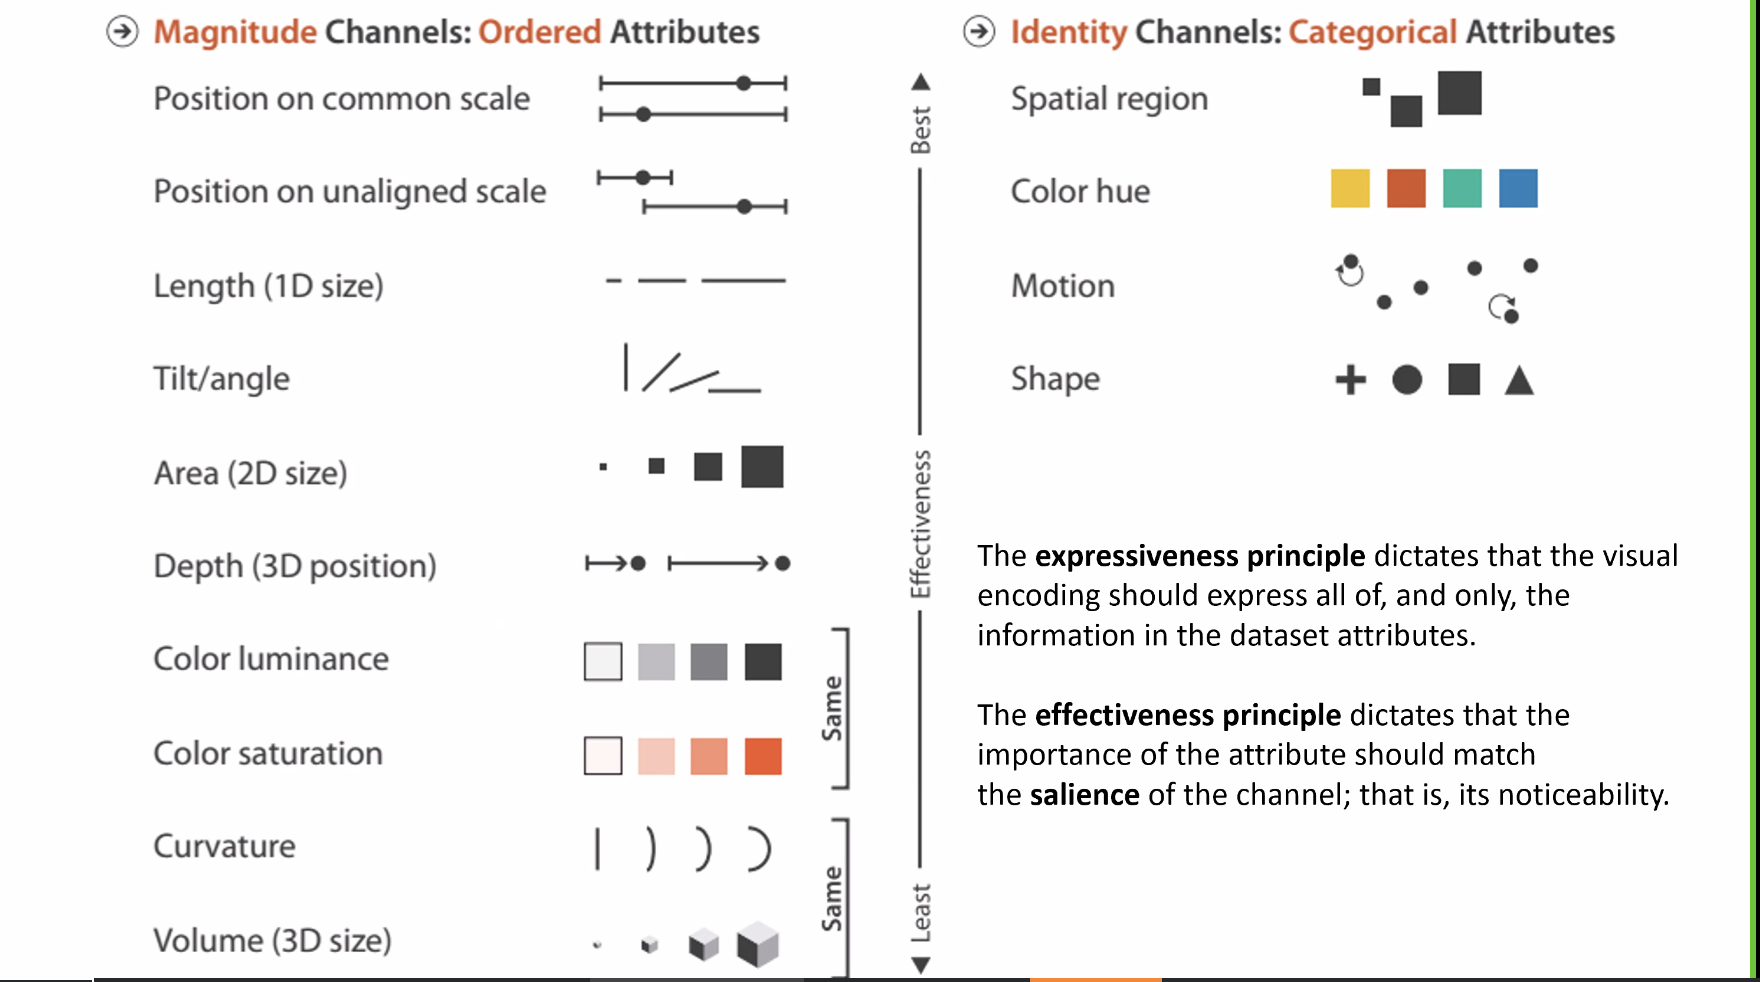 Magnitude Channels: Ordered Attributes
Position on common scale
Position on unaligned scale
Length (1D size)
Tilt/angle
Area (2D size)
Depth (3D position)
Color luminance
Color saturation
Curvature
Volume (3D size)
Same
Same
Best
Effectiveness
Least
Identity Channels: Categorical Attributes
Spatial region
Color hue
Motion
Shape
The expressiveness principle dictates that the visual
encoding should express all of, and only, the
information in the dataset attributes.
The effectiveness principle dictates that the
importance of the attribute should match
the salience of the channel; that is, its noticeability.